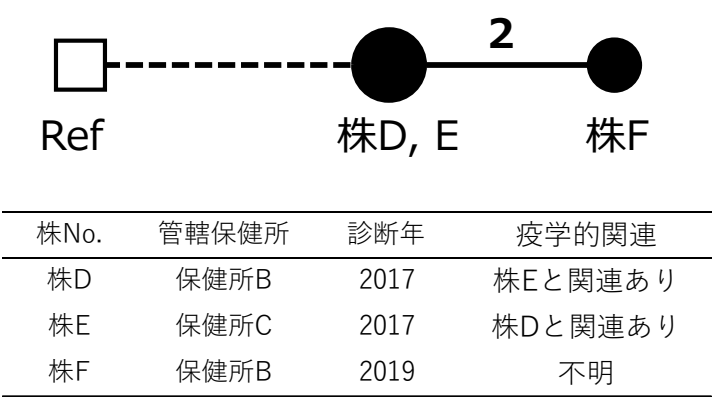 2
Ref 株D, E 株F
株No. 管轄保健所 診断年 疫学的関連
株D 保健所B 2017 株Eと関連あり
株E 保健所C 2017 株Dと関連あり
株F 保健所B 2019 不明